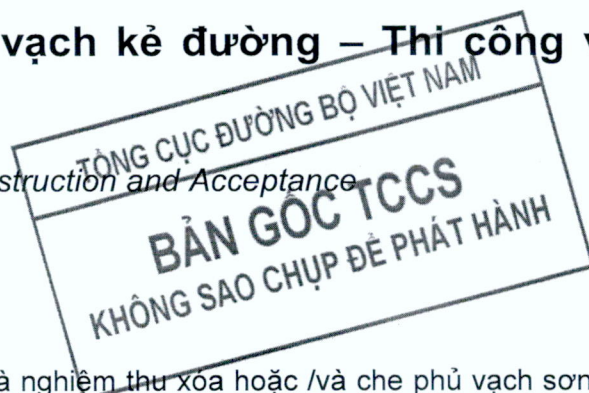 vạch kẻ đường – Thi công v
TỔNG CỤC ĐƯỜNG BỘ VIỆT NAM
struction and Acceptance
BẢN GỐC TCCS
KHÔNG SAO CHỤP ĐỂ PHÁT HÀNH
à nghiệm thu xóa hoặc /và che phủ vạch sơn